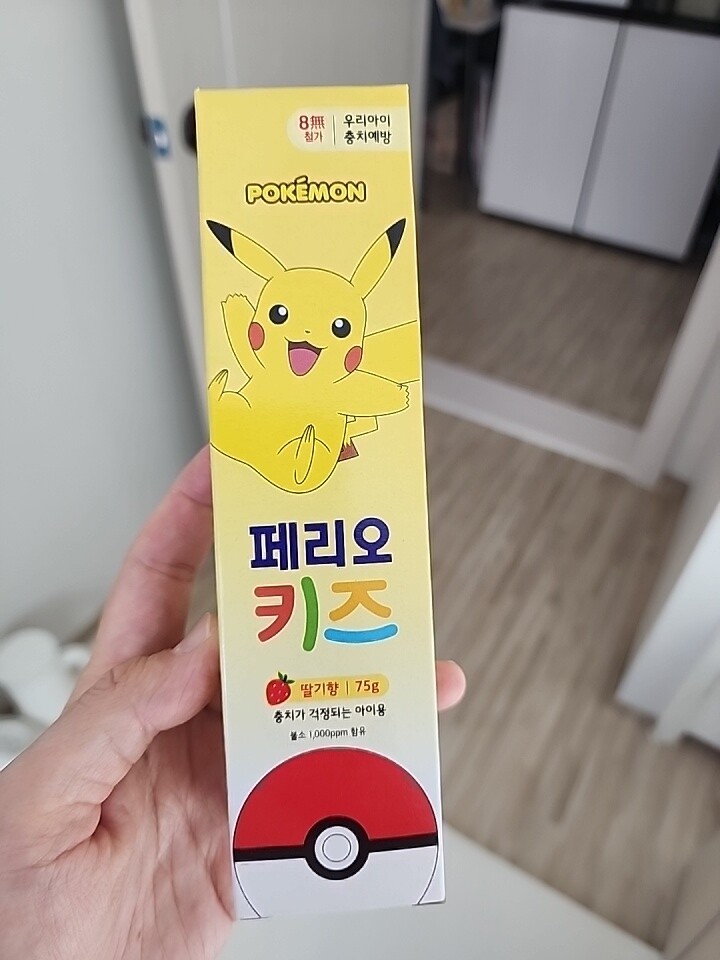 8無 첨가
우리아이 충치예방
POKÉMON
페리오
키즈
딸기향 | 75g
충치가 걱정되는 아이용
불소 1,000ppm 함유